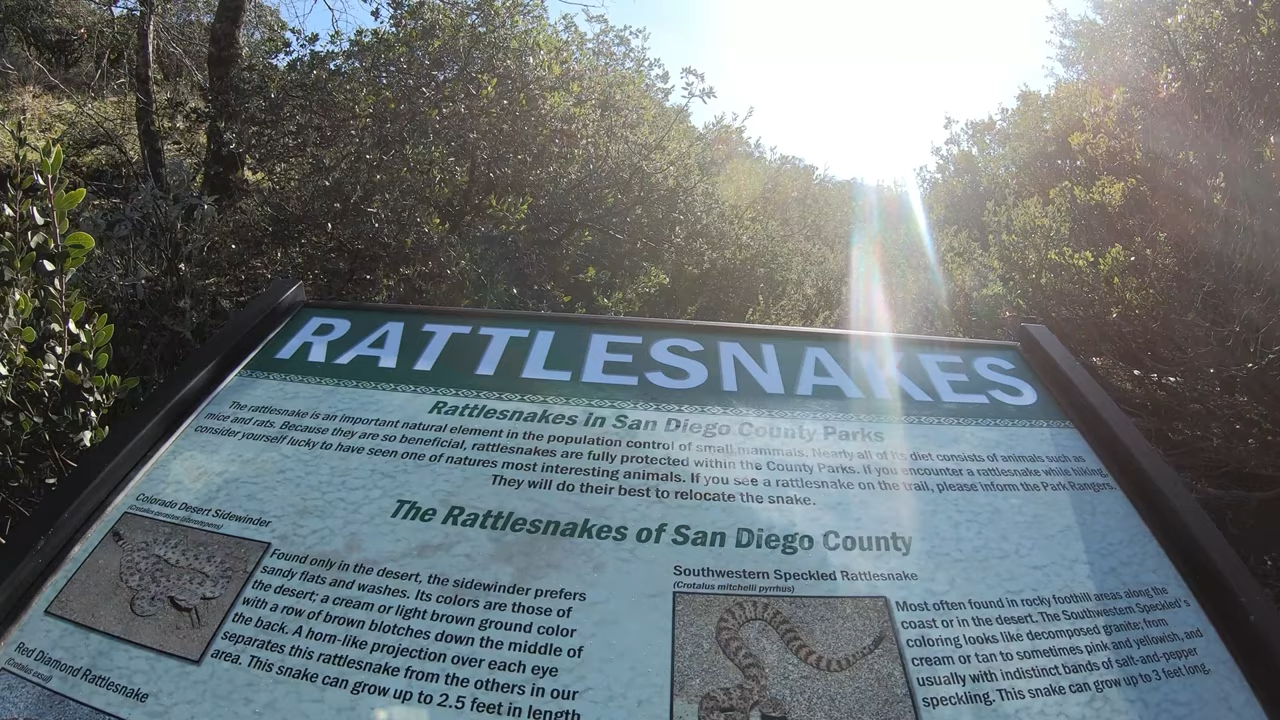 RATTLESNAKES
Rattlesnakes in San Diego County Parks
The rattlesnake is an important natural element in the population control of small mammals. Nearly all of its diet consists of animals such as
mice and rats. Because they are so beneficial, rattlesnakes are fully protected within the County Parks. If you encounter a rattlesnake while hiking,
consider yourself lucky to have seen one of natures most interesting animals. If you see a rattlesnake on the trail, please inform the Park Rangers.
They will do their best to relocate the snake.
The Rattlesnakes of San Diego County
Colorado Desert Sidewinder
(Crotalus cerastes laterorepens)
Found only in the desert, the sidewinder prefers
sandy flats and washes. Its colors are those of
the desert; a cream or light brown ground color
with a row of brown blotches down the middle of
the back. A horn-like projection over each eye
separates this rattlesnake from the others in our
area. This snake can grow up to 2.5 feet in length
Southwestern Speckled Rattlesnake
(Crotalus mitchelli pyrrhus)
Most often found in rocky foothill areas along the
coast or in the desert. The Southwestern Speckled's
coloring looks like decomposed granite; from
cream or tan to sometimes pink and yellowish, and
usually with indistinct bands of salt-and-pepper
speckling. This snake can grow up to 3 feet long.
Red Diamond Rattlesnake
(Crotalus exsul)